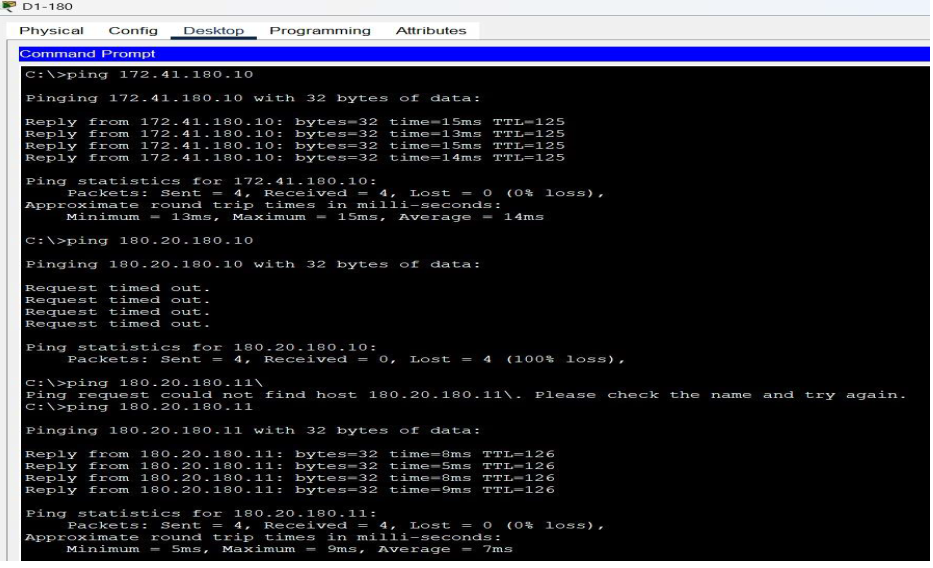 D1-180
Physical Config Desktop Programming Attributes
Command Prompt
C:\>ping 172.41.180.10
Pinging 172.41.180.10 with 32 bytes of data:
Reply from 172.41.180.10: bytes=32 time=15ms TTL=125
Reply from 172.41.180.10: bytes=32 time=13ms TTL=125
Reply from 172.41.180.10: bytes=32 time=15ms TTL=125
Reply from 172.41.180.10: bytes=32 time=14ms TTL=125
Ping statistics for 172.41.180.10:
Packets: Sent = 4, Received = 4, Lost = 0 (0% loss),
Approximate round trip times in milli-seconds:
Minimum = 13ms, Maximum = 15ms, Average = 14ms
C:\>ping 180.20.180.10
Pinging 180.20.180.10 with 32 bytes of data:
Request timed out.
Request timed out.
Request timed out.
Request timed out.
Ping statistics for 180.20.180.10:
Packets: Sent = 4, Received = 0, Lost = 4 (100% loss),
C:\>ping 180.20.180.11\
Ping request could not find host 180.20.180.11\. Please check the name and try again.
C:\>ping 180.20.180.11
Pinging 180.20.180.11 with 32 bytes of data:
Reply from 180.20.180.11: bytes=32 time=8ms TTL=126
Reply from 180.20.180.11: bytes=32 time=5ms TTL=126
Reply from 180.20.180.11: bytes=32 time=8ms TTL=126
Reply from 180.20.180.11: bytes=32 time=9ms TTL=126
Ping statistics for 180.20.180.11:
Packets: Sent = 4, Received = 4, Lost = 0 (0% loss),
Approximate round trip times in milli-seconds:
Minimum = 5ms, Maximum = 9ms, Average = 7ms